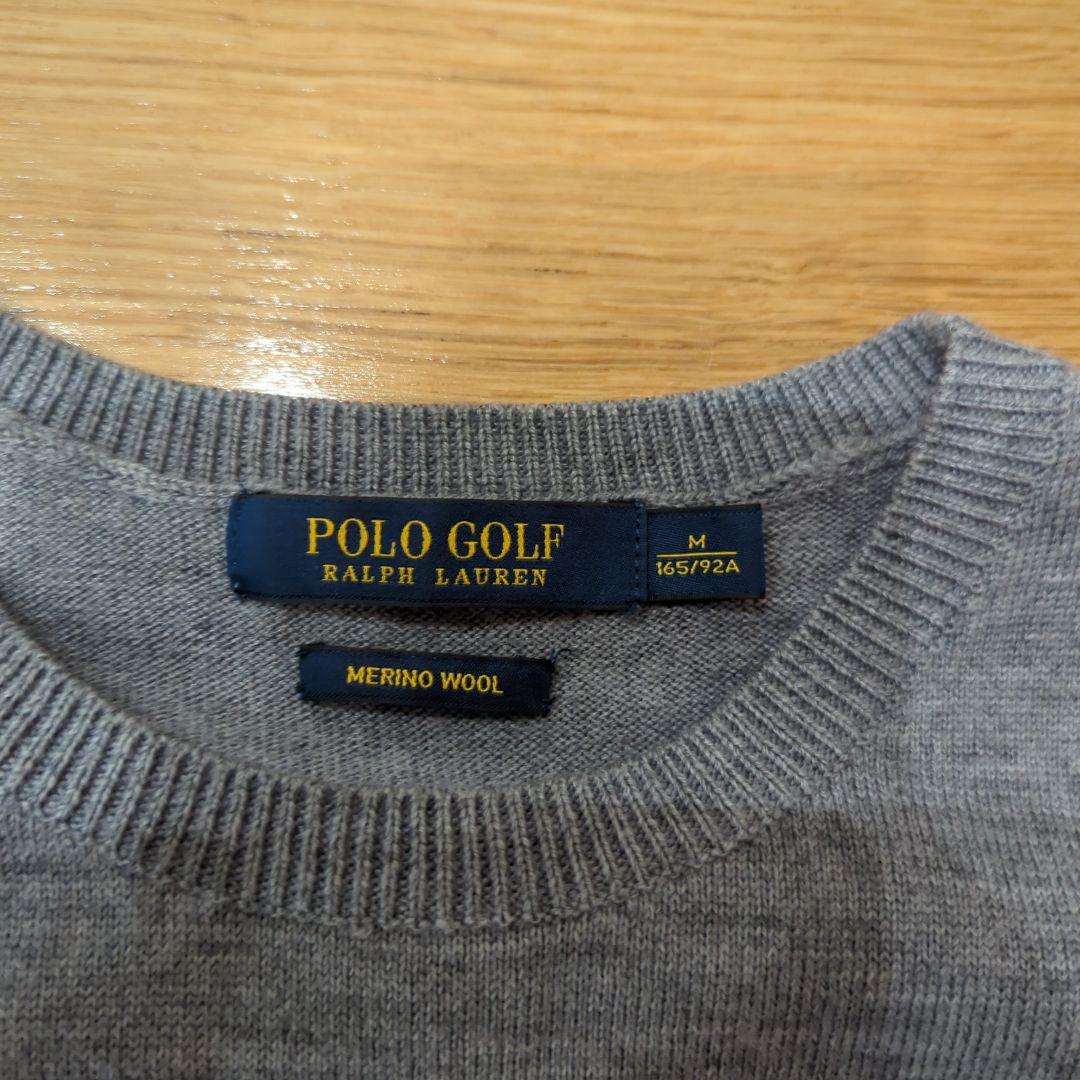 POLO GOLF
RALPH LAUREN
M
165/92A
MERINO WOOL